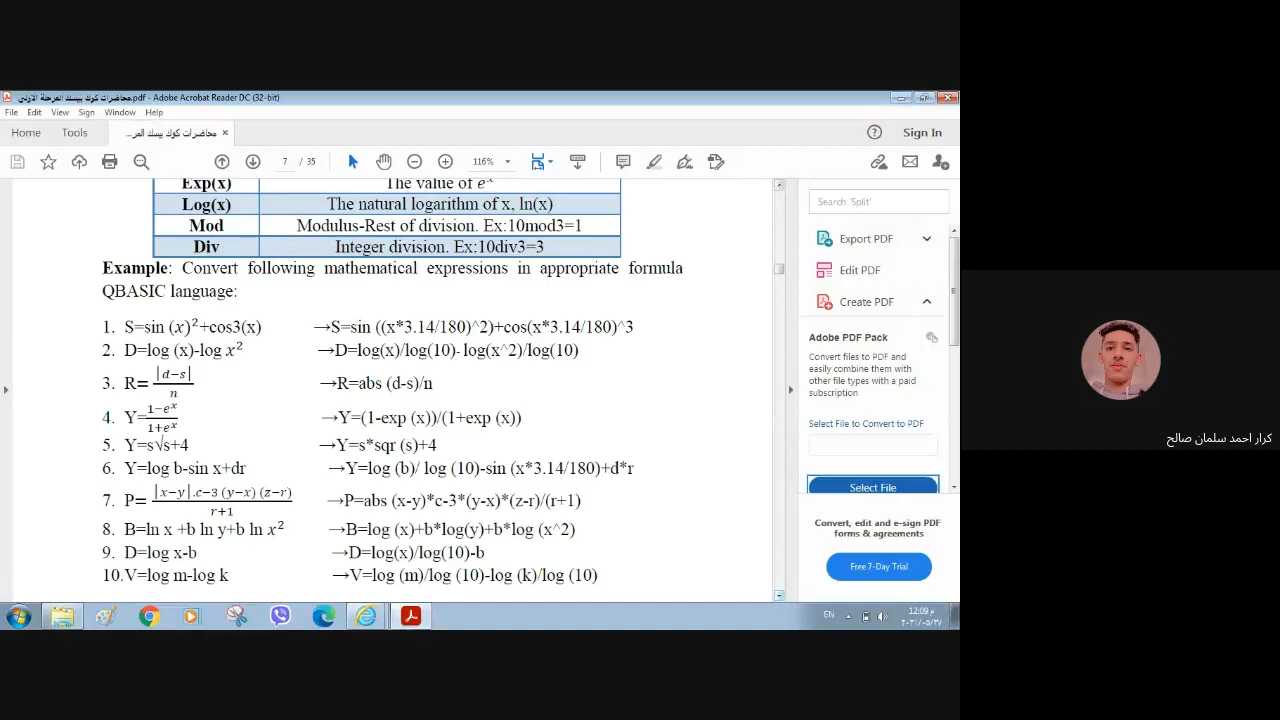 محاضرات كوك بيسك المرحلة الاولى.pdf - Adobe Acrobat Reader DC (32-bit)
File Edit View Sign Window Help
Home Tools محاضرات كوك بيسك المر... × Sign In
7 / 35 116%
Exp(x) The value of eˣ
Log(x) The natural logarithm of x, ln(x)
Mod Modulus-Rest of division. Ex:10mod3=1
Div Integer division. Ex:10div3=3
Example: Convert following mathematical expressions in appropriate formula
QBASIC language:
1. S=sin (x)²+cos3(x) →S=sin ((x*3.14/180)^2)+cos(x*3.14/180)^3
2. D=log (x)-log x² →D=log(x)/log(10)- log(x^2)/log(10)
3. R= |d−s|/n →R=abs (d-s)/n
4. Y= 1−eˣ/1+eˣ →Y=(1-exp (x))/(1+exp (x))
5. Y=s√s+4 →Y=s*sqr (s)+4
6. Y=log b-sin x+dr →Y=log (b)/ log (10)-sin (x*3.14/180)+d*r
7. P= |x−y|.c−3 (y−x) (z−r)/r+1 →P=abs (x-y)*c-3*(y-x)*(z-r)/(r+1)
8. B=ln x +b ln y+b ln x² →B=log (x)+b*log(y)+b*log (x^2)
9. D=log x-b →D=log(x)/log(10)-b
10.V=log m-log k →V=log (m)/log (10)-log (k)/log (10)
Search 'Split'
Export PDF
Edit PDF
Create PDF
Adobe PDF Pack
Convert files to PDF and
easily combine them with
other file types with a paid
subscription
Select File to Convert to PDF
Select File
Convert, edit and e-sign PDF
forms & agreements
Free 7-Day Trial
EN
12:09 م
٢٠٢١/٠٥/٢٧
كرار احمد سلمان صالح